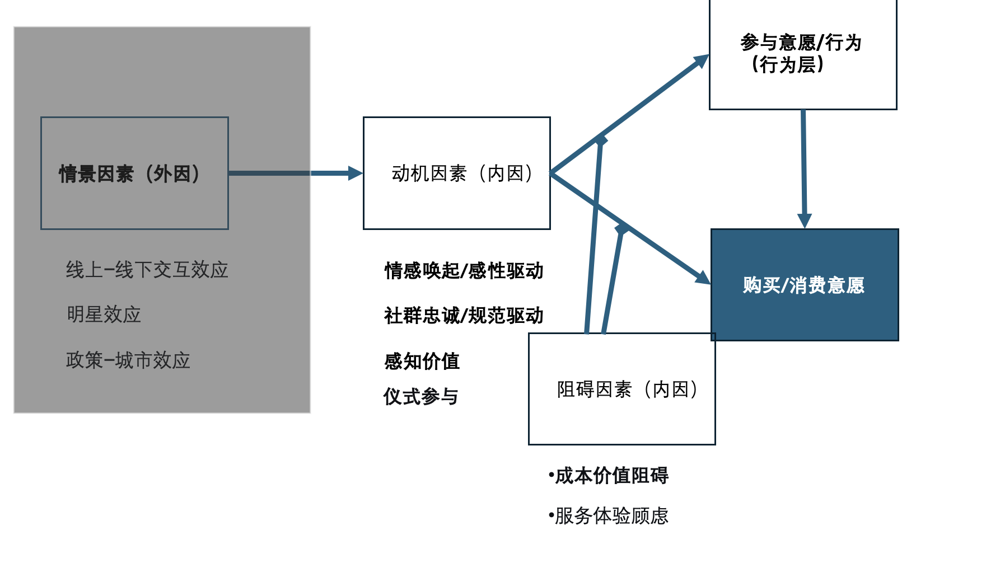 参与意愿/行为
（行为层）
情景因素（外因）
动机因素（内因）
线上-线下交互效应
明星效应
政策-城市效应
情感唤起/感性驱动
社群忠诚/规范驱动
感知价值
仪式参与
购买/消费意愿
阻碍因素（内因）
•成本价值阻碍
•服务体验顾虑